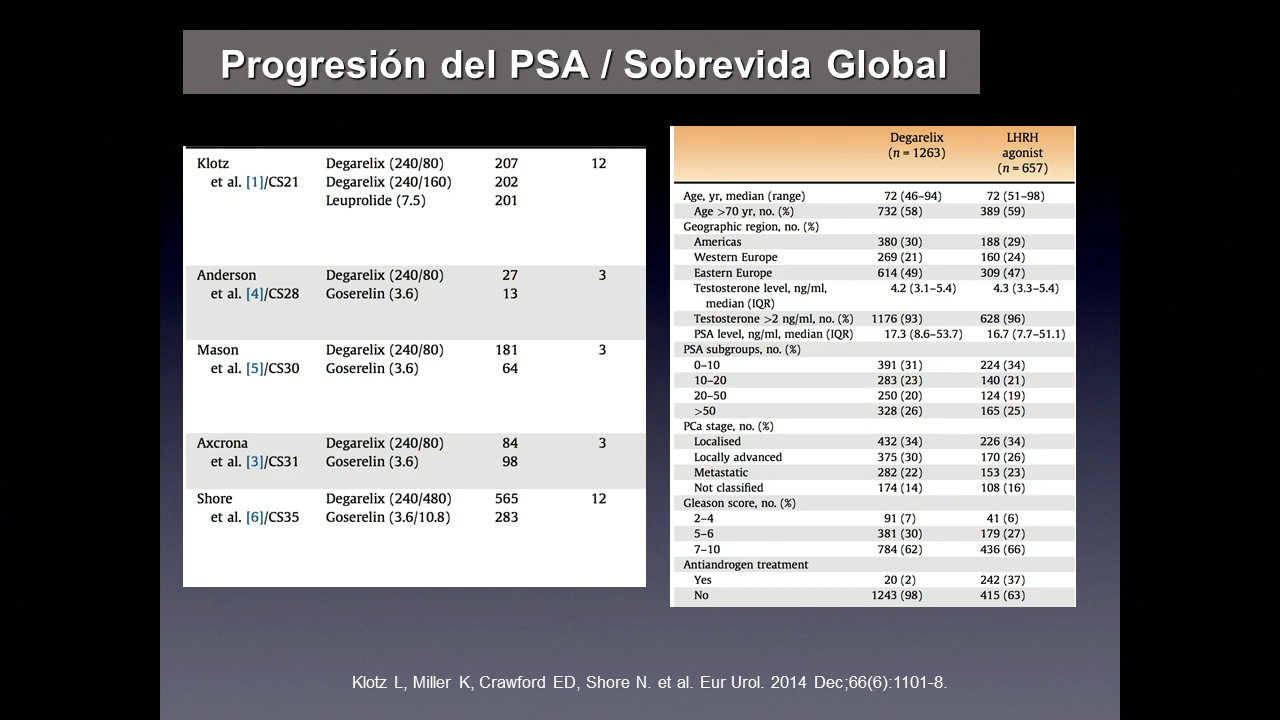 Progresión del PSA / Sobrevida Global
Klotz Degarelix (240/80) 207 12
et al. [1]/CS21 Degarelix (240/160) 202
Leuprolide (7.5) 201
Anderson Degarelix (240/80) 27 3
et al. [4]/CS28 Goserelin (3.6) 13
Mason Degarelix (240/80) 181 3
et al. [5]/CS30 Goserelin (3.6) 64
Axcrona Degarelix (240/80) 84 3
et al. [3]/CS31 Goserelin (3.6) 98
Shore Degarelix (240/480) 565 12
et al. [6]/CS35 Goserelin (3.6/10.8) 283
Degarelix LHRH
(n = 1263) agonist
(n = 657)
Age, yr, median (range) 72 (46–94) 72 (51–98)
Age >70 yr, no. (%) 732 (58) 389 (59)
Geographic region, no. (%)
Americas 380 (30) 188 (29)
Western Europe 269 (21) 160 (24)
Eastern Europe 614 (49) 309 (47)
Testosterone level, ng/ml, 4.2 (3.1–5.4) 4.3 (3.3–5.4)
median (IQR)
Testosterone >2 ng/ml, no. (%) 1176 (93) 628 (96)
PSA level, ng/ml, median (IQR) 17.3 (8.6–53.7) 16.7 (7.7–51.1)
PSA subgroups, no. (%)
0–10 391 (31) 224 (34)
10–20 283 (23) 140 (21)
20–50 250 (20) 124 (19)
>50 328 (26) 165 (25)
PCa stage, no. (%)
Localised 432 (34) 226 (34)
Locally advanced 375 (30) 170 (26)
Metastatic 282 (22) 153 (23)
Not classified 174 (14) 108 (16)
Gleason score, no. (%)
2–4 91 (7) 41 (6)
5–6 381 (30) 179 (27)
7–10 784 (62) 436 (66)
Antiandrogen treatment
Yes 20 (2) 242 (37)
No 1243 (98) 415 (63)
Klotz L, Miller K, Crawford ED, Shore N. et al. Eur Urol. 2014 Dec;66(6):1101-8.